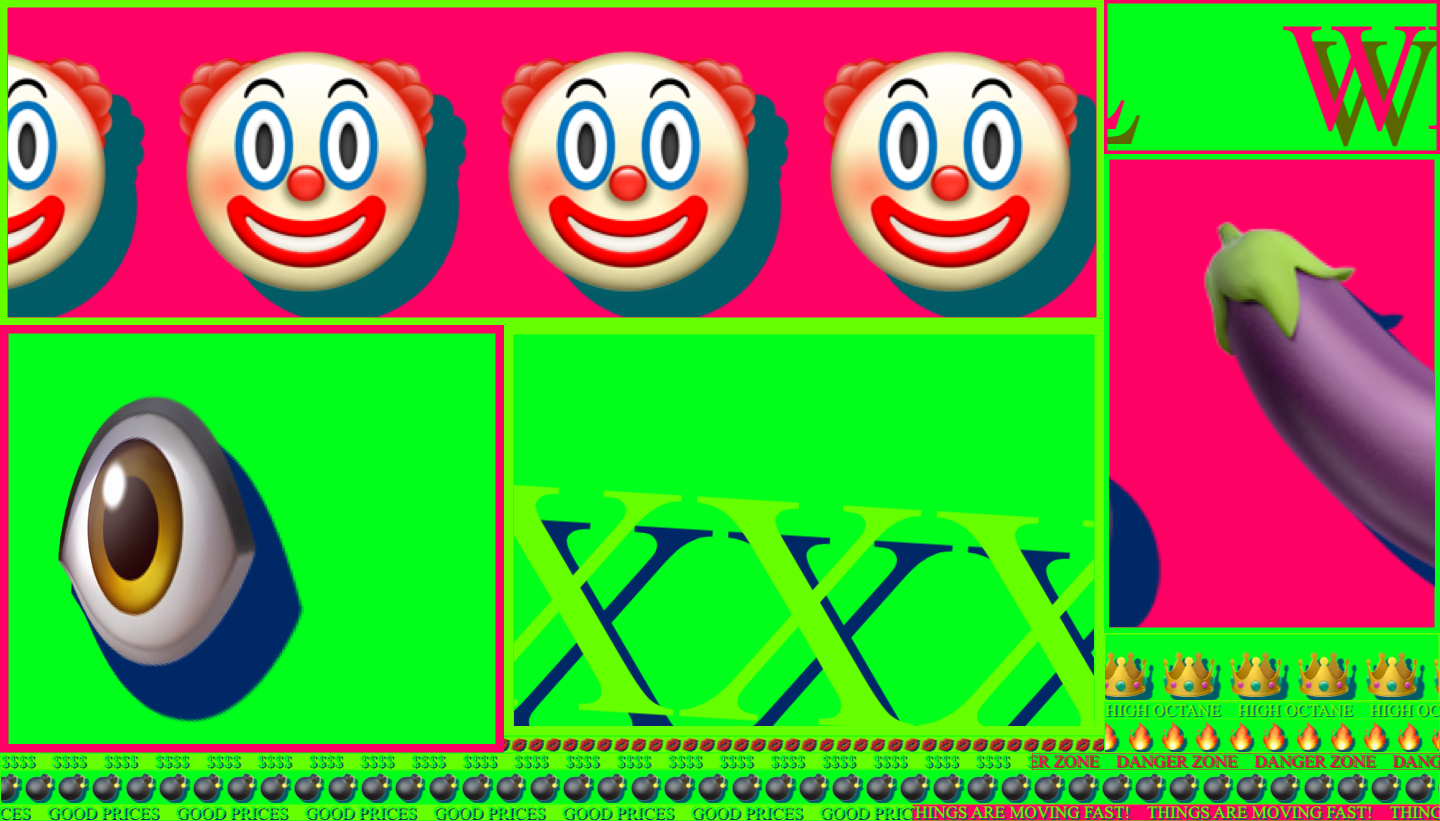 W
XXX
HIGH OCTANE HIGH OCTANE HIGH OC
$$$$ $$$$ $$$$ $$$$ $$$$ $$$$ $$$$ $$$$ $$$$ $$$$ $$$$ $$$$ $$$$ $$$$ $$$$ $$$$ $$$$ $$$$ $$$$ $$$$
ER ZONE DANGER ZONE DANGER ZONE DANG
CES GOOD PRICES GOOD PRICES GOOD PRICES GOOD PRICES GOOD PRICES GOOD PRICES GOOD PRIC
HINGS ARE MOVING FAST! THINGS ARE MOVING FAST! THING